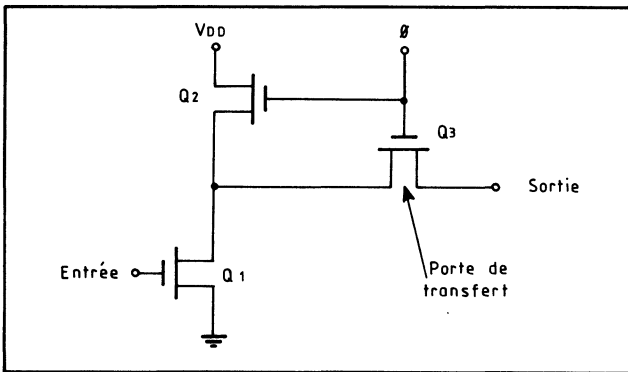 VDD
Ø
Q2
Q3
Sortie
Entrée
Q1
Porte de
transfert